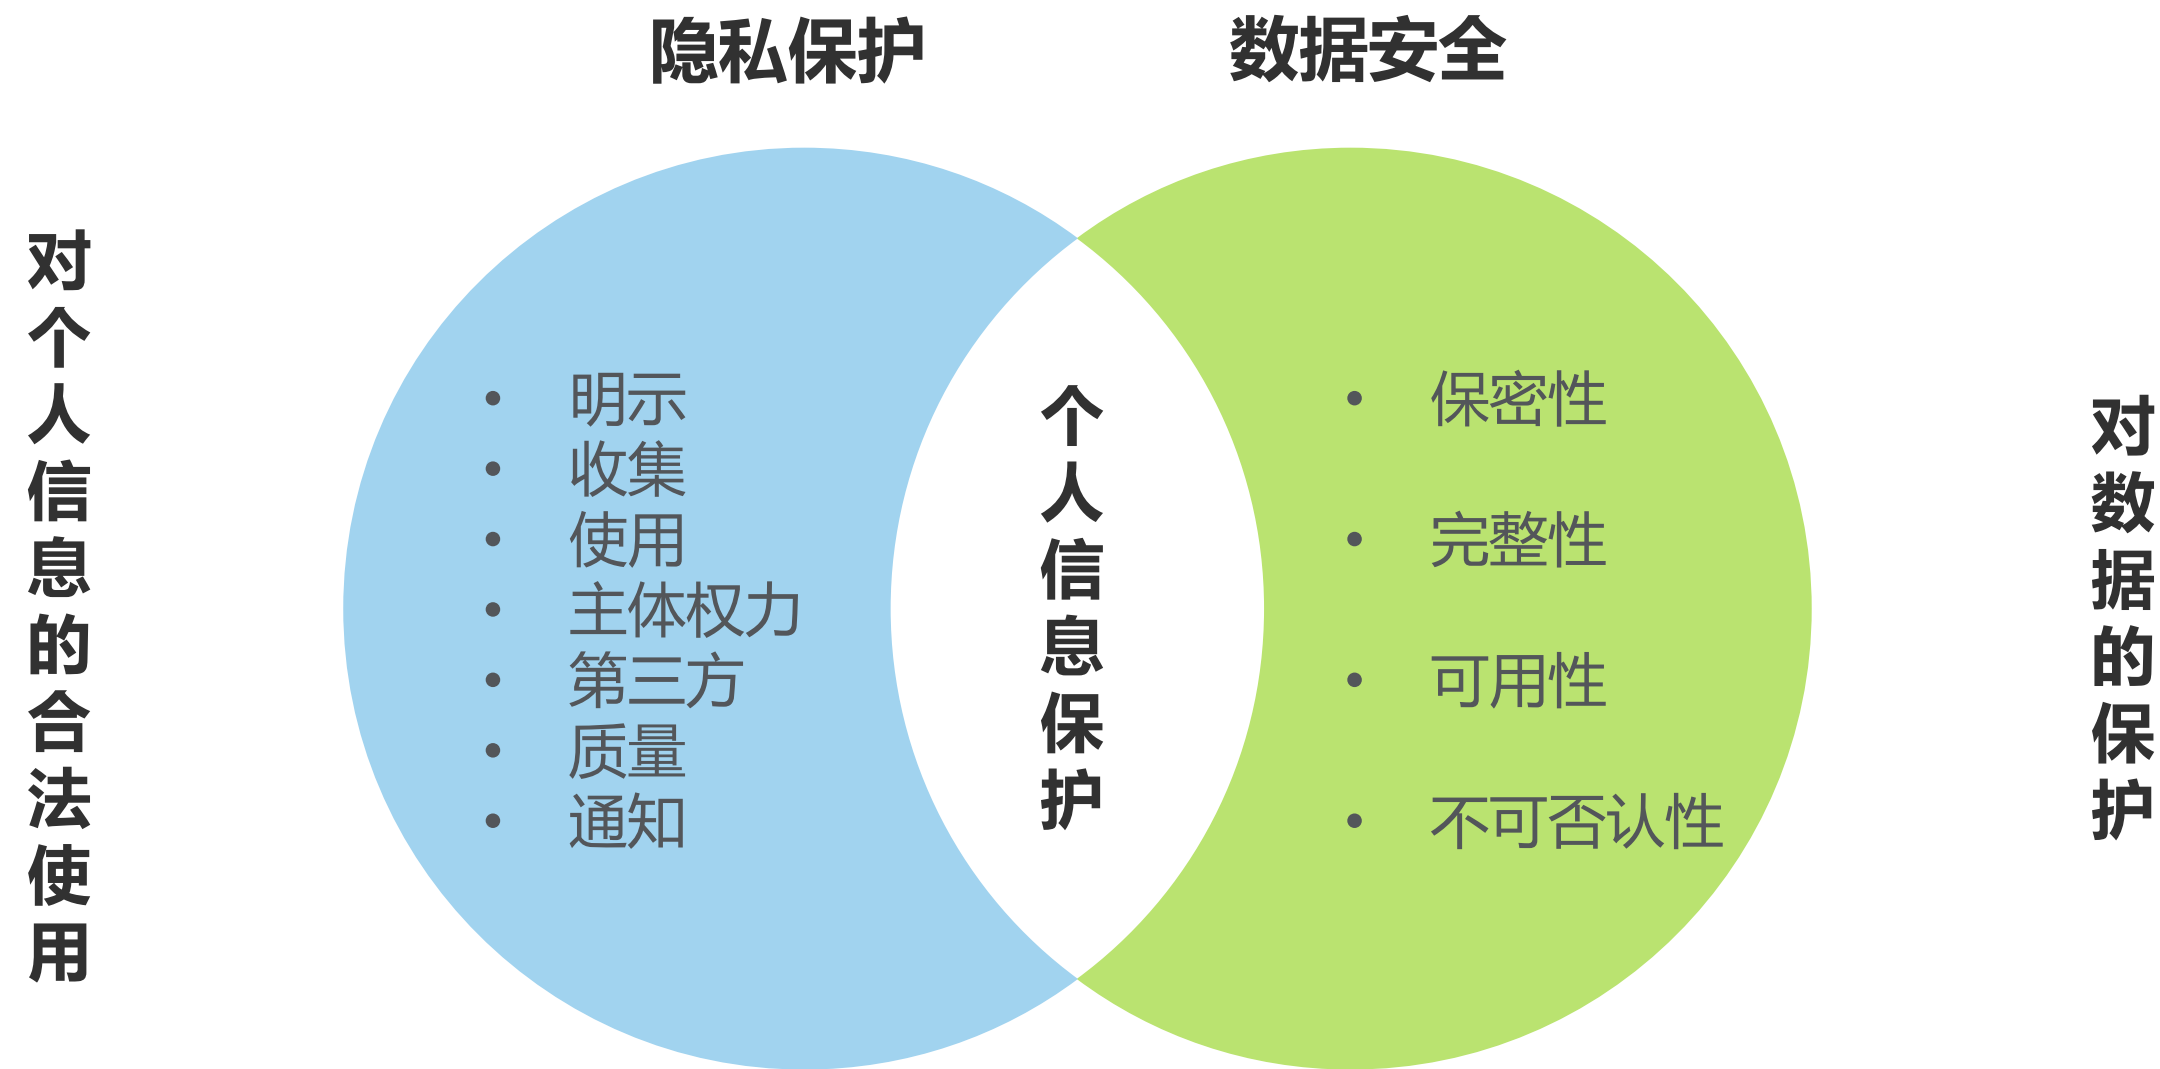 隐私保护
数据安全
对个人信息的合法使用
• 明示
• 收集
• 使用
• 主体权力
• 第三方
• 质量
• 通知
个人信息保护
• 保密性
• 完整性
• 可用性
• 不可否认性
对数据的保护